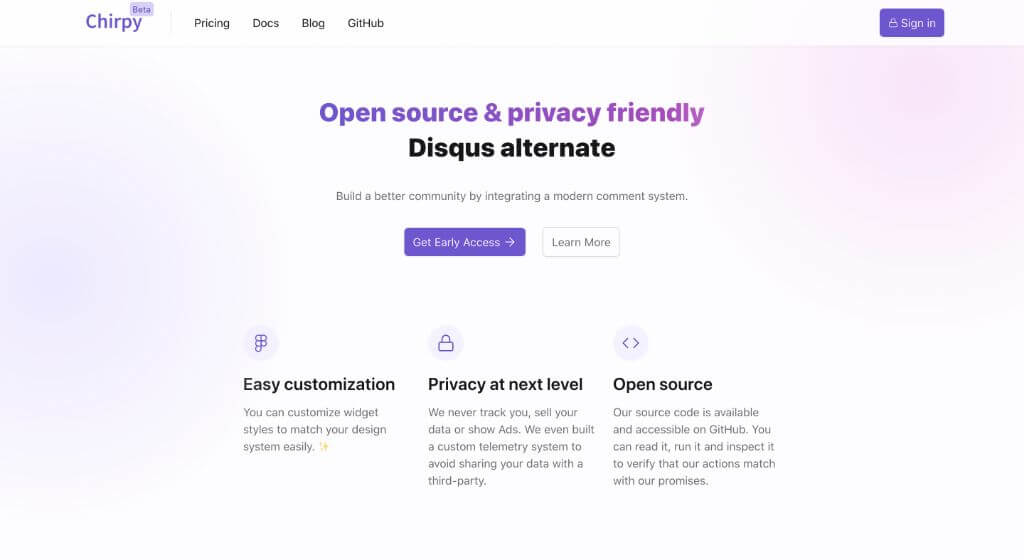 Chirpy Beta
Pricing Docs Blog GitHub
Sign in
Open source & privacy friendly
Disqus alternate
Build a better community by integrating a modern comment system.
Get Early Access →
Learn More
Easy customization
You can customize widget
styles to match your design
system easily. ✨
Privacy at next level
We never track you, sell your
data or show Ads. We even built
a custom telemetry system to
avoid sharing your data with a
third-party.
Open source
Our source code is available
and accessible on GitHub. You
can read it, run it and inspect it
to verify that our actions match
with our promises.